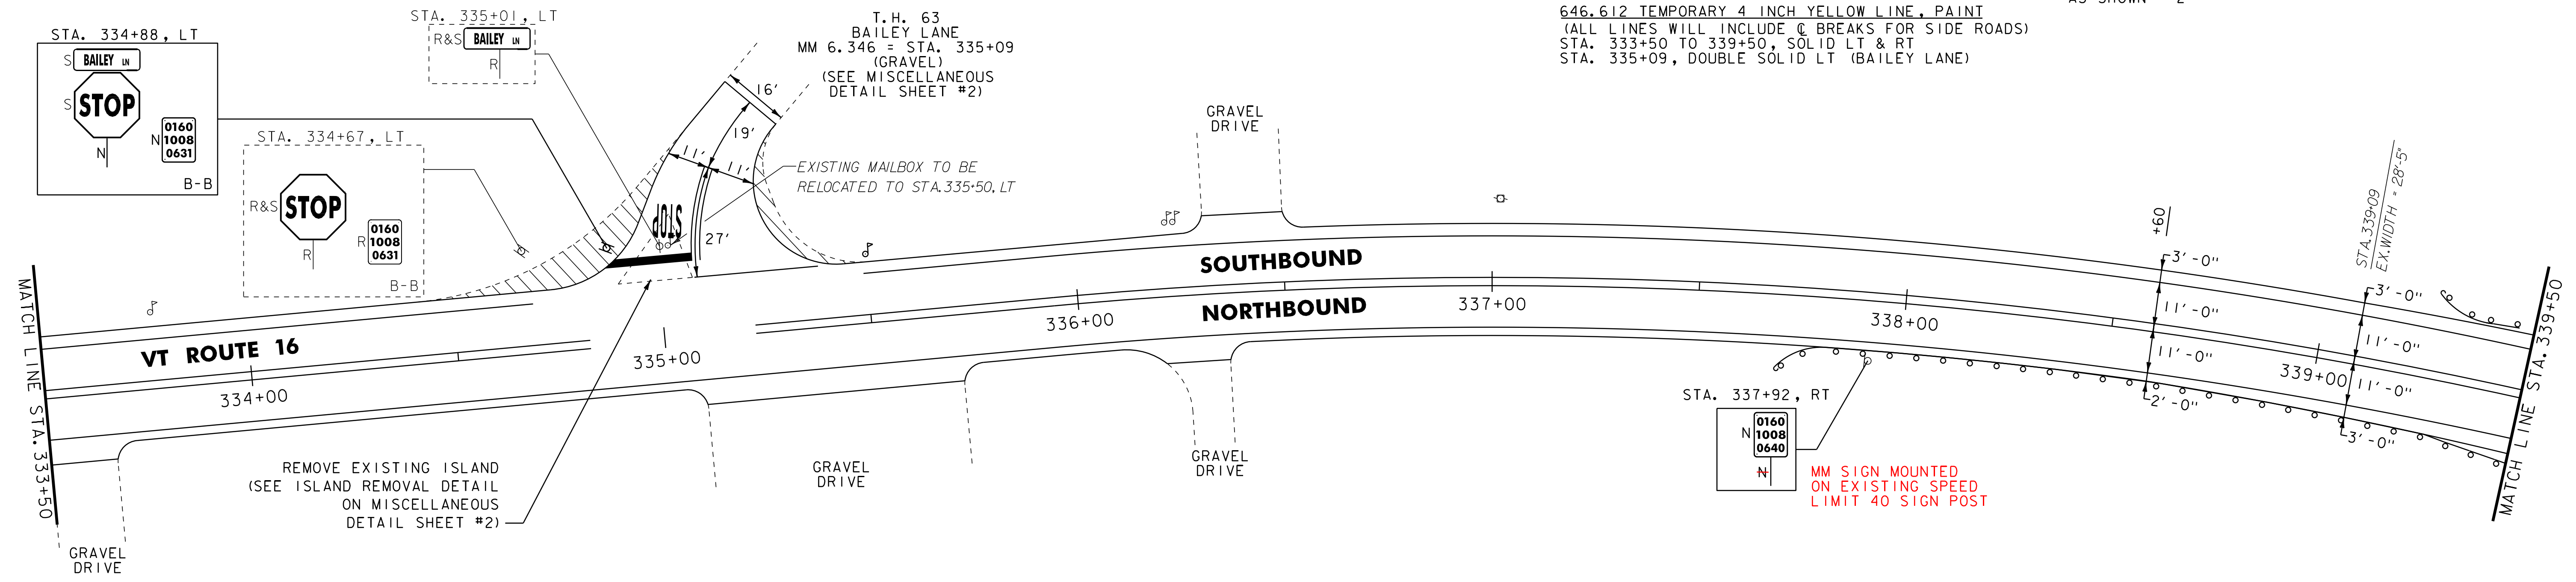 STA. 334+88, LT
S BAILEY LN
S STOP
N
N 0160
1008
0631
B-B
STA. 335+01, LT
R&S BAILEY LN
R
STA. 334+67, LT
R&S STOP
R
R 0160
1008
0631
B-B
T.H. 63
BAILEY LANE
MM 6.346 = STA. 335+09
(GRAVEL)
(SEE MISCELLANEOUS
DETAIL SHEET #2)
16'
19'
11'
11'
27'
STOP
EXISTING MAILBOX TO BE
RELOCATED TO STA.335+50, LT
646.612 TEMPORARY 4 INCH YELLOW LINE, PAINT
(ALL LINES WILL INCLUDE ℄ BREAKS FOR SIDE ROADS)
STA. 333+50 TO 339+50, SOLID LT & RT
STA. 335+09, DOUBLE SOLID LT (BAILEY LANE)
GRAVEL
DRIVE
SOUTHBOUND
NORTHBOUND
VT ROUTE 16
334+00
335+00
336+00
337+00
338+00
339+00
+60
3'-0"
11'-0"
11'-0"
2'-0"
STA.339+09
EX.WIDTH = 28'-5"
3'-0"
11'-0"
11'-0"
3'-0"
MATCH LINE STA.333+50
MATCH LINE STA.339+50
REMOVE EXISTING ISLAND
(SEE ISLAND REMOVAL DETAIL
ON MISCELLANEOUS
DETAIL SHEET #2)
GRAVEL
DRIVE
GRAVEL
DRIVE
GRAVEL
DRIVE
STA. 337+92, RT
N 0160
1008
0640
N
MM SIGN MOUNTED
ON EXISTING SPEED
LIMIT 40 SIGN POST